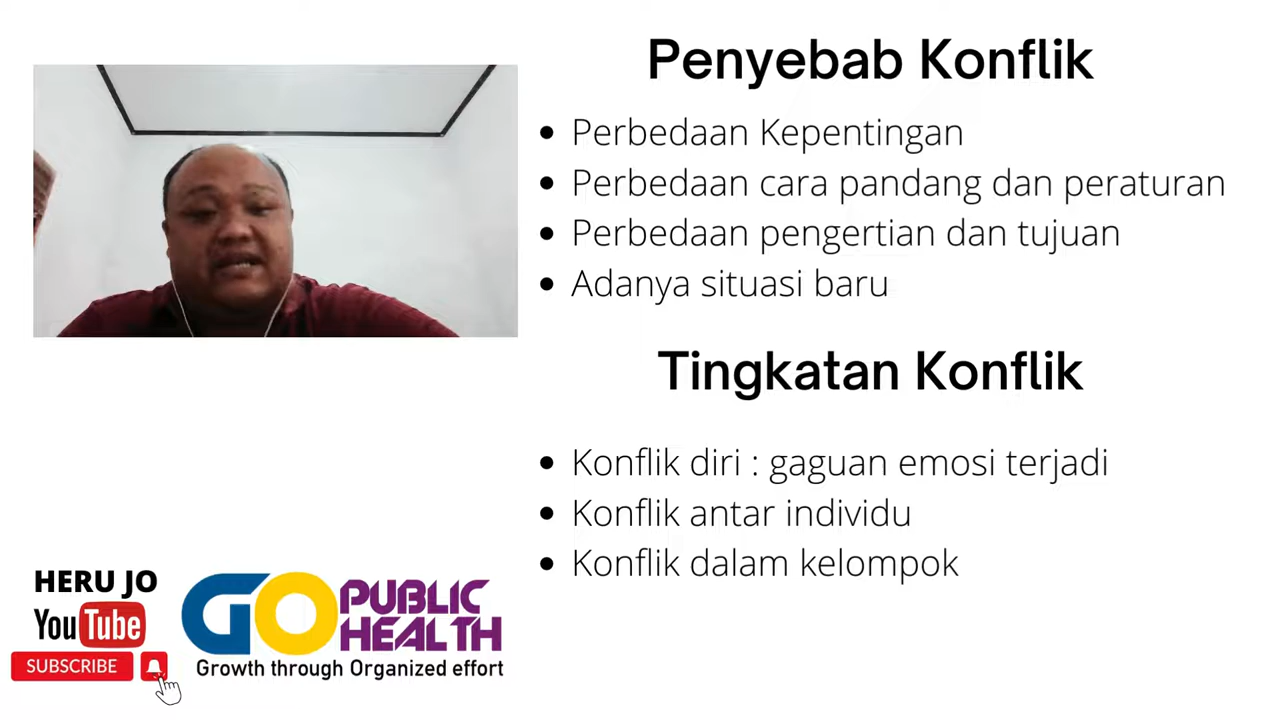 Penyebab Konflik
Perbedaan Kepentingan
Perbedaan cara pandang dan peraturan
Perbedaan pengertian dan tujuan
Adanya situasi baru
Tingkatan Konflik
Konflik diri : gaguan emosi terjadi
Konflik antar individu
Konflik dalam kelompok
HERU JO
YouTube
SUBSCRIBE
GO PUBLIC HEALTH
Growth through Organized effort